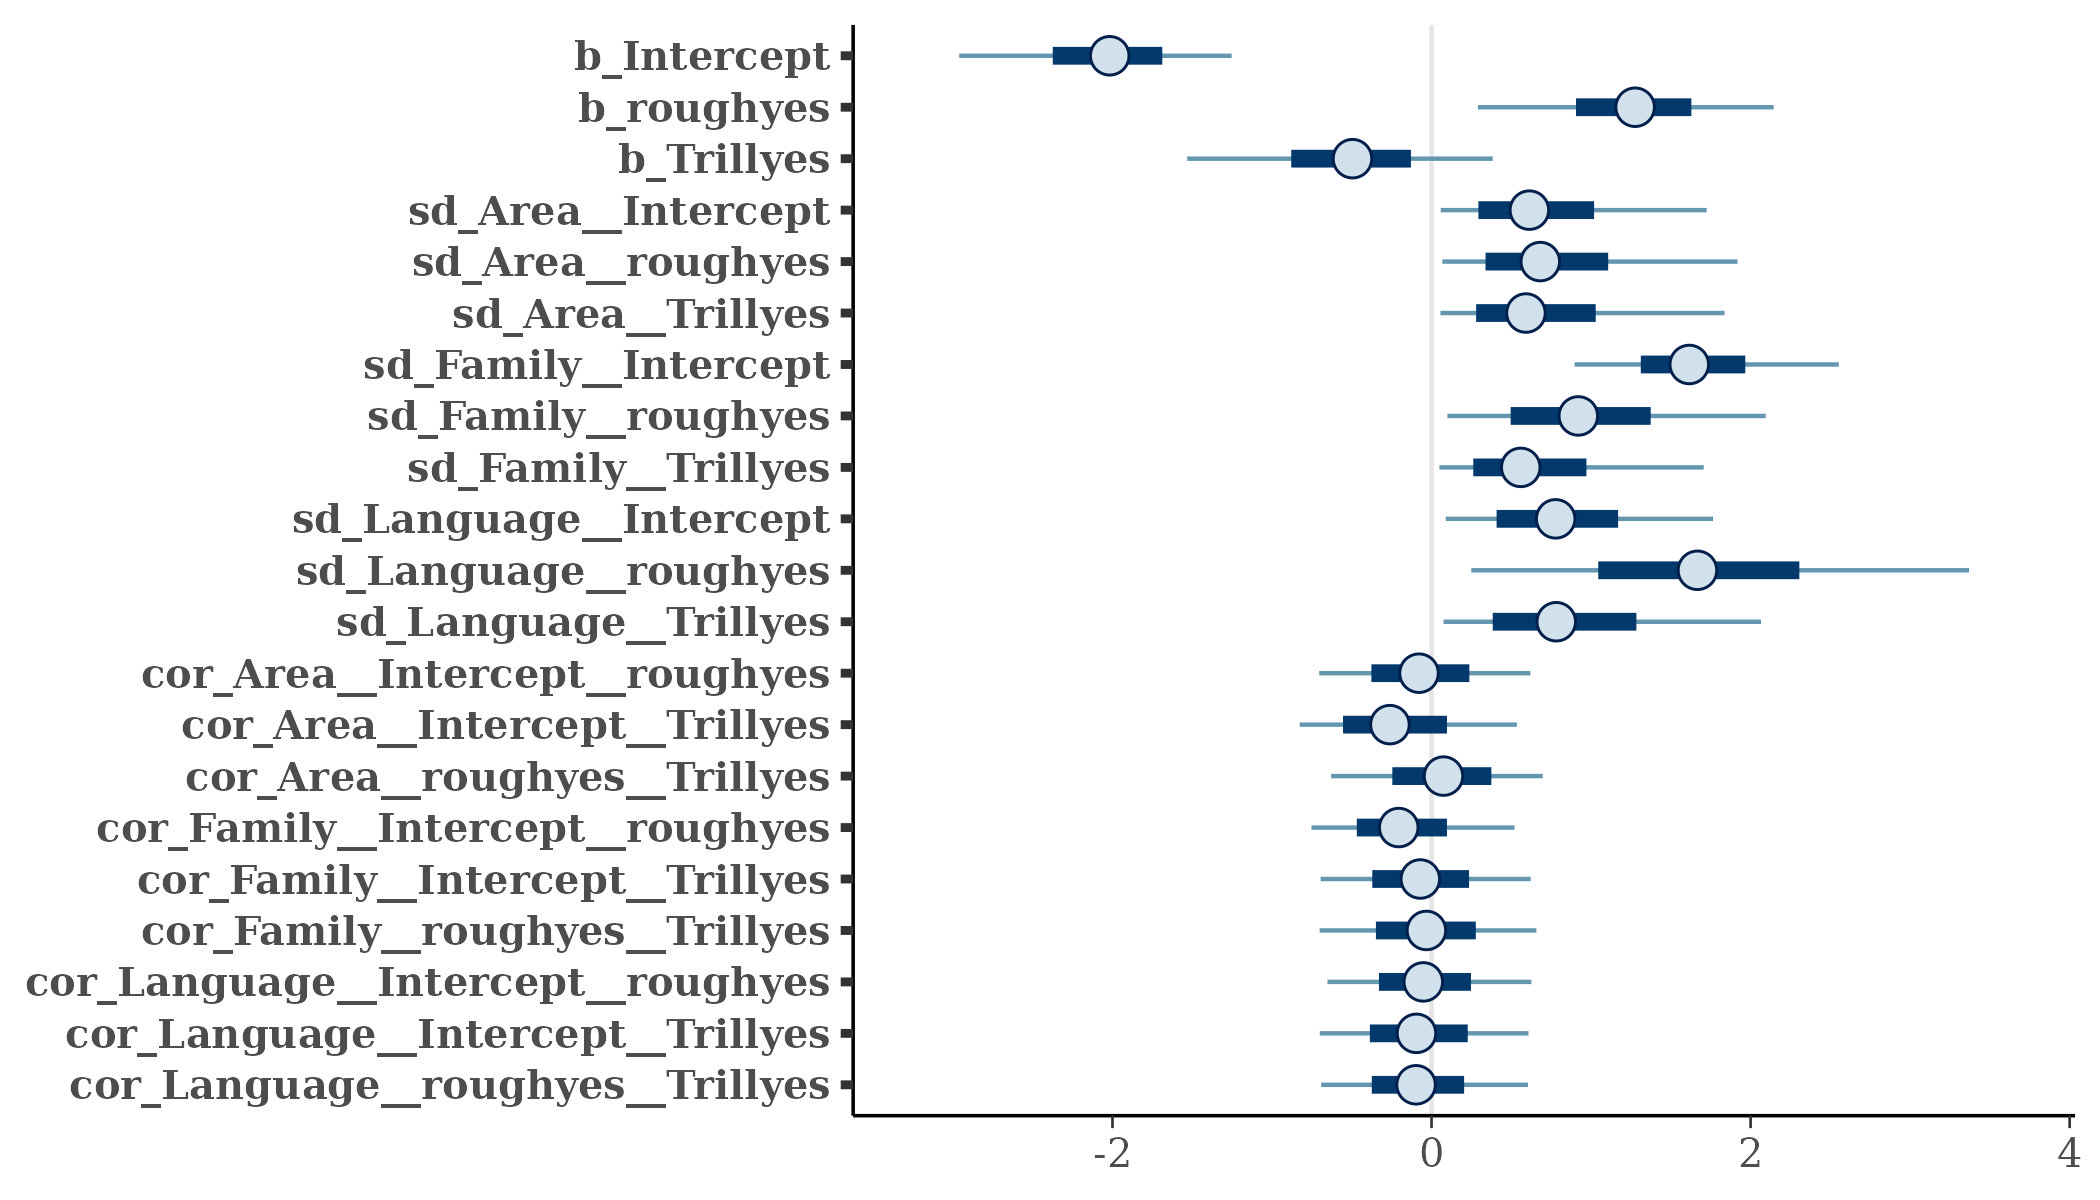 b_Intercept
b_roughyes
b_Trillyes
sd_Area__Intercept
sd_Area__roughyes
sd_Area__Trillyes
sd_Family__Intercept
sd_Family__roughyes
sd_Family__Trillyes
sd_Language__Intercept
sd_Language__roughyes
sd_Language__Trillyes
cor_Area__Intercept__roughyes
cor_Area__Intercept__Trillyes
cor_Area__roughyes__Trillyes
cor_Family__Intercept__roughyes
cor_Family__Intercept__Trillyes
cor_Family__roughyes__Trillyes
cor_Language__Intercept__roughyes
cor_Language__Intercept__Trillyes
cor_Language__roughyes__Trillyes
-2 0 2 4